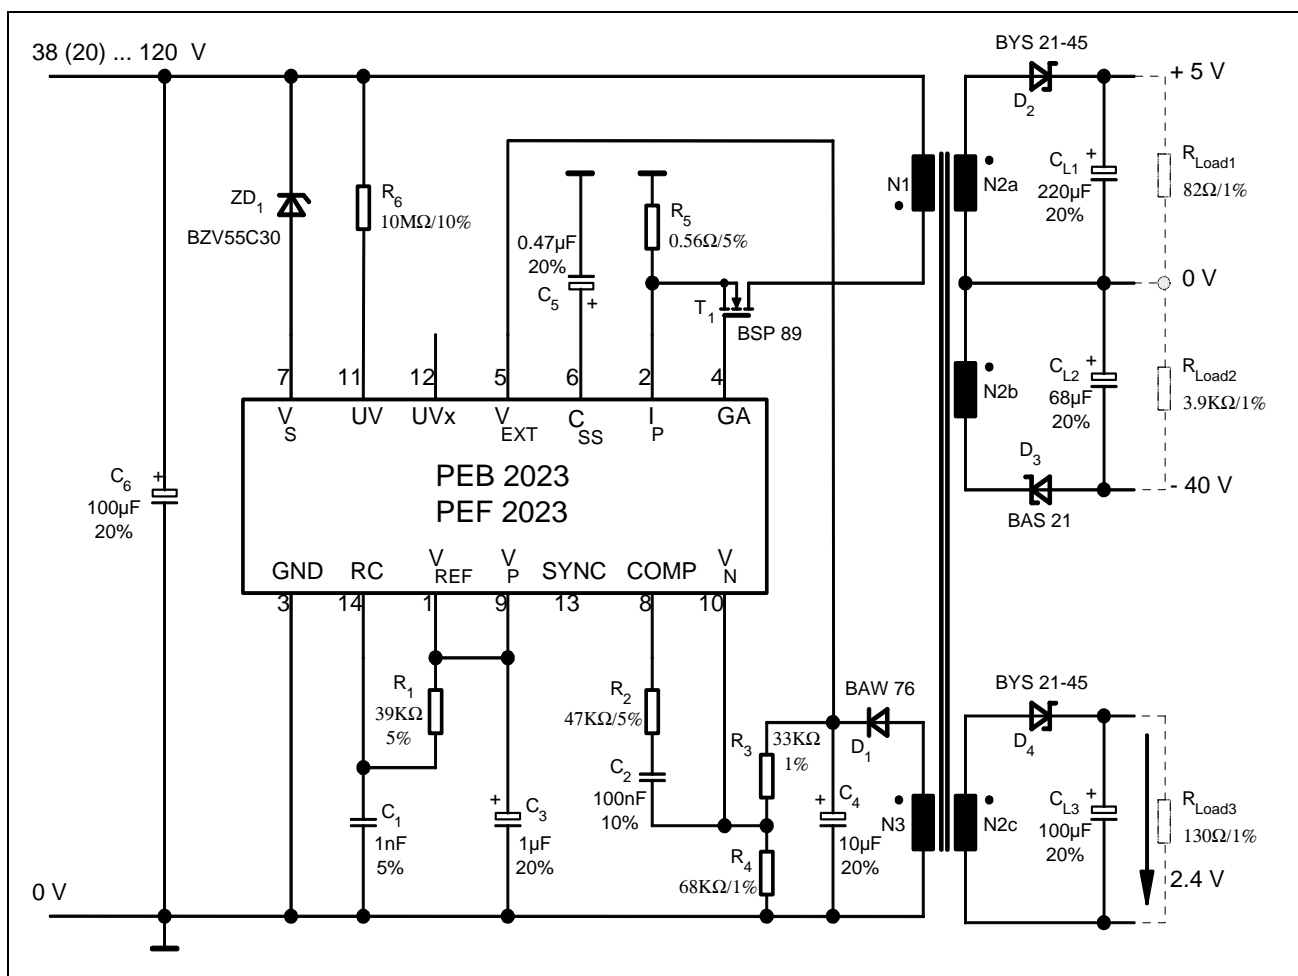 38 (20) ... 120  V
BYS 21-45
+ 5 V
D2
ZD1
BZV55C30
R6
10MΩ/10%
0.47µF
20%
C5
+
R5
0.56Ω/5%
N1
N2a
CL1
220µF
20%
+
RLoad1
82Ω/1%
0 V
T1
BSP 89
7
11
12
5
6
2
4
VS
UV
UVx
VEXT
CSS
IP
GA
N2b
CL2
68µF
20%
+
RLoad2
3.9KΩ/1%
D3
BAS 21
- 40 V
C6
100µF
20%
+
PEB 2023
PEF 2023
GND
RC
VREF
VP
SYNC
COMP
VN
3
14
1
9
13
8
10
R1
39KΩ
5%
R2
47KΩ/5%
R3
33KΩ
1%
BAW 76
D1
BYS 21-45
D4
C1
1nF
5%
+
C3
1µF
20%
C2
100nF
10%
R4
68KΩ/1%
+
C4
10µF
20%
N3
N2c
CL3
100µF
20%
+
RLoad3
130Ω/1%
2.4 V
0 V